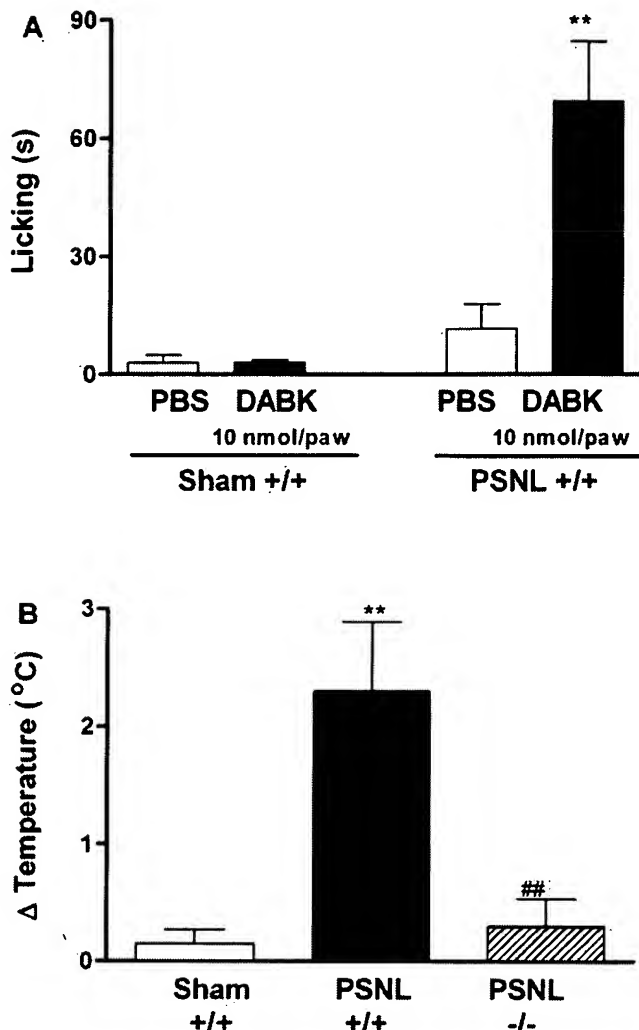 A
90
**
60
30
0
Licking (s)
PBS DABK PBS DABK
10 nmol/paw 10 nmol/paw
Sham +/+ PSNL +/+
B
3
**
2
1
##
0
Δ Temperature (°C)
Sham PSNL PSNL
+/+ +/+ -/-